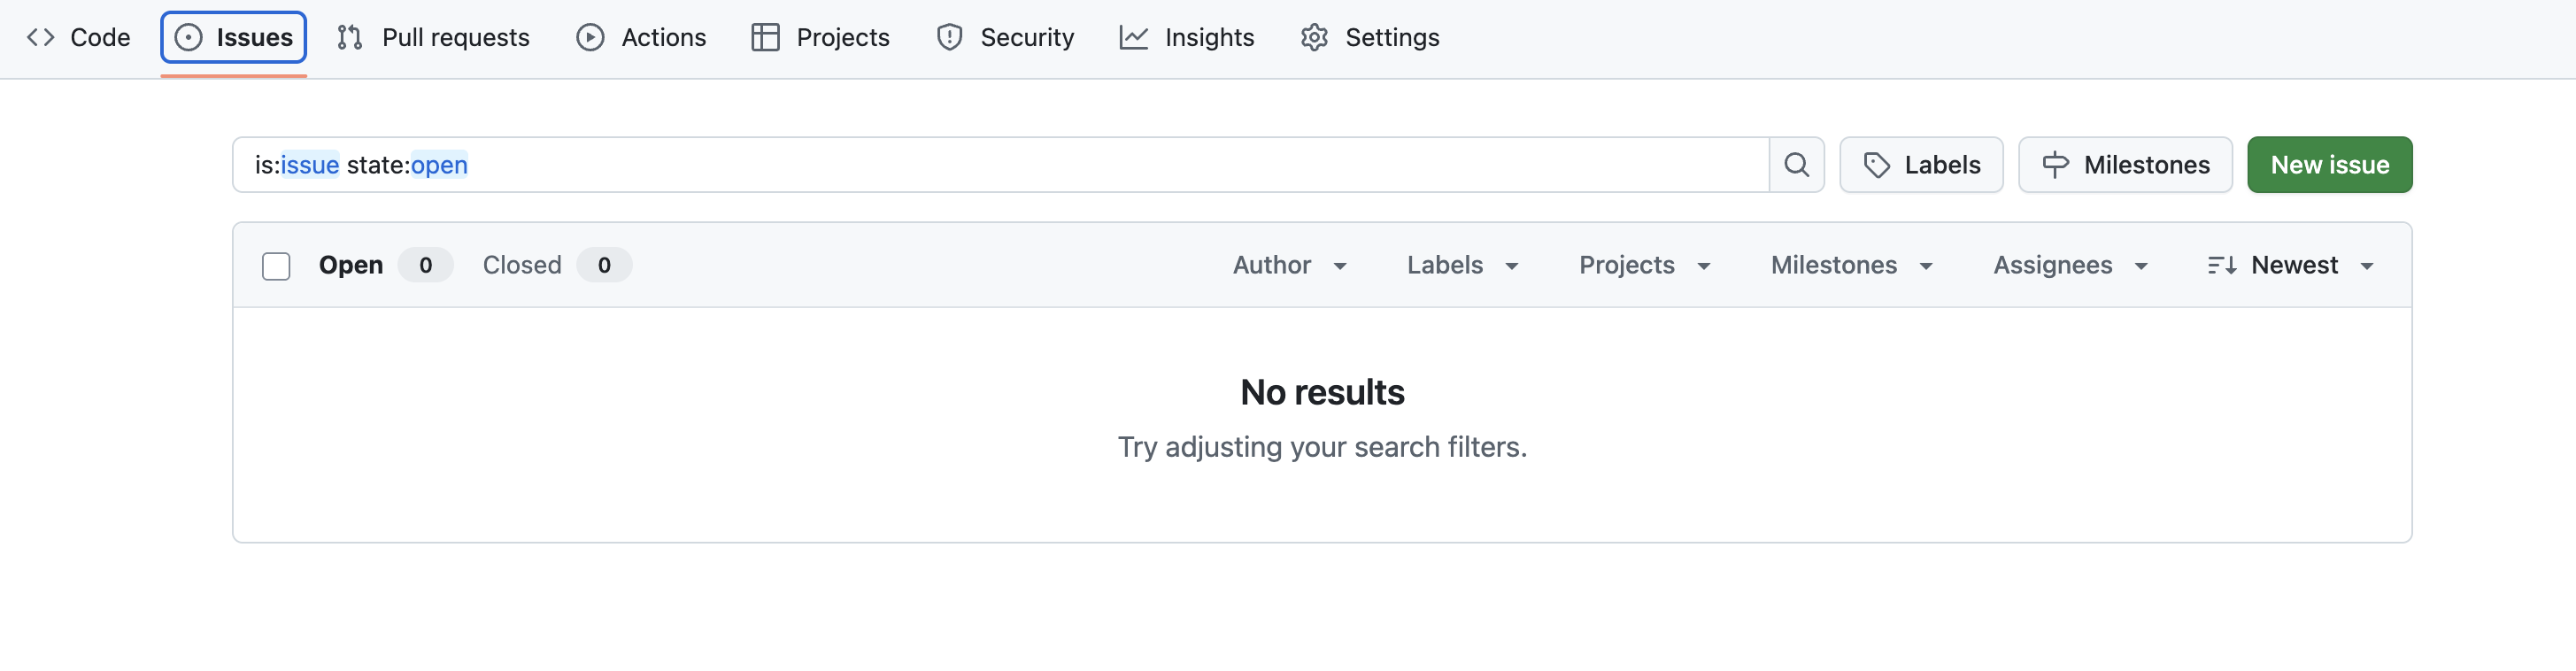 Code Issues Pull requests Actions Projects Security Insights Settings
is:issue state:open Labels Milestones New issue
Open 0 Closed 0 Author Labels Projects Milestones Assignees Newest
No results
Try adjusting your search filters.